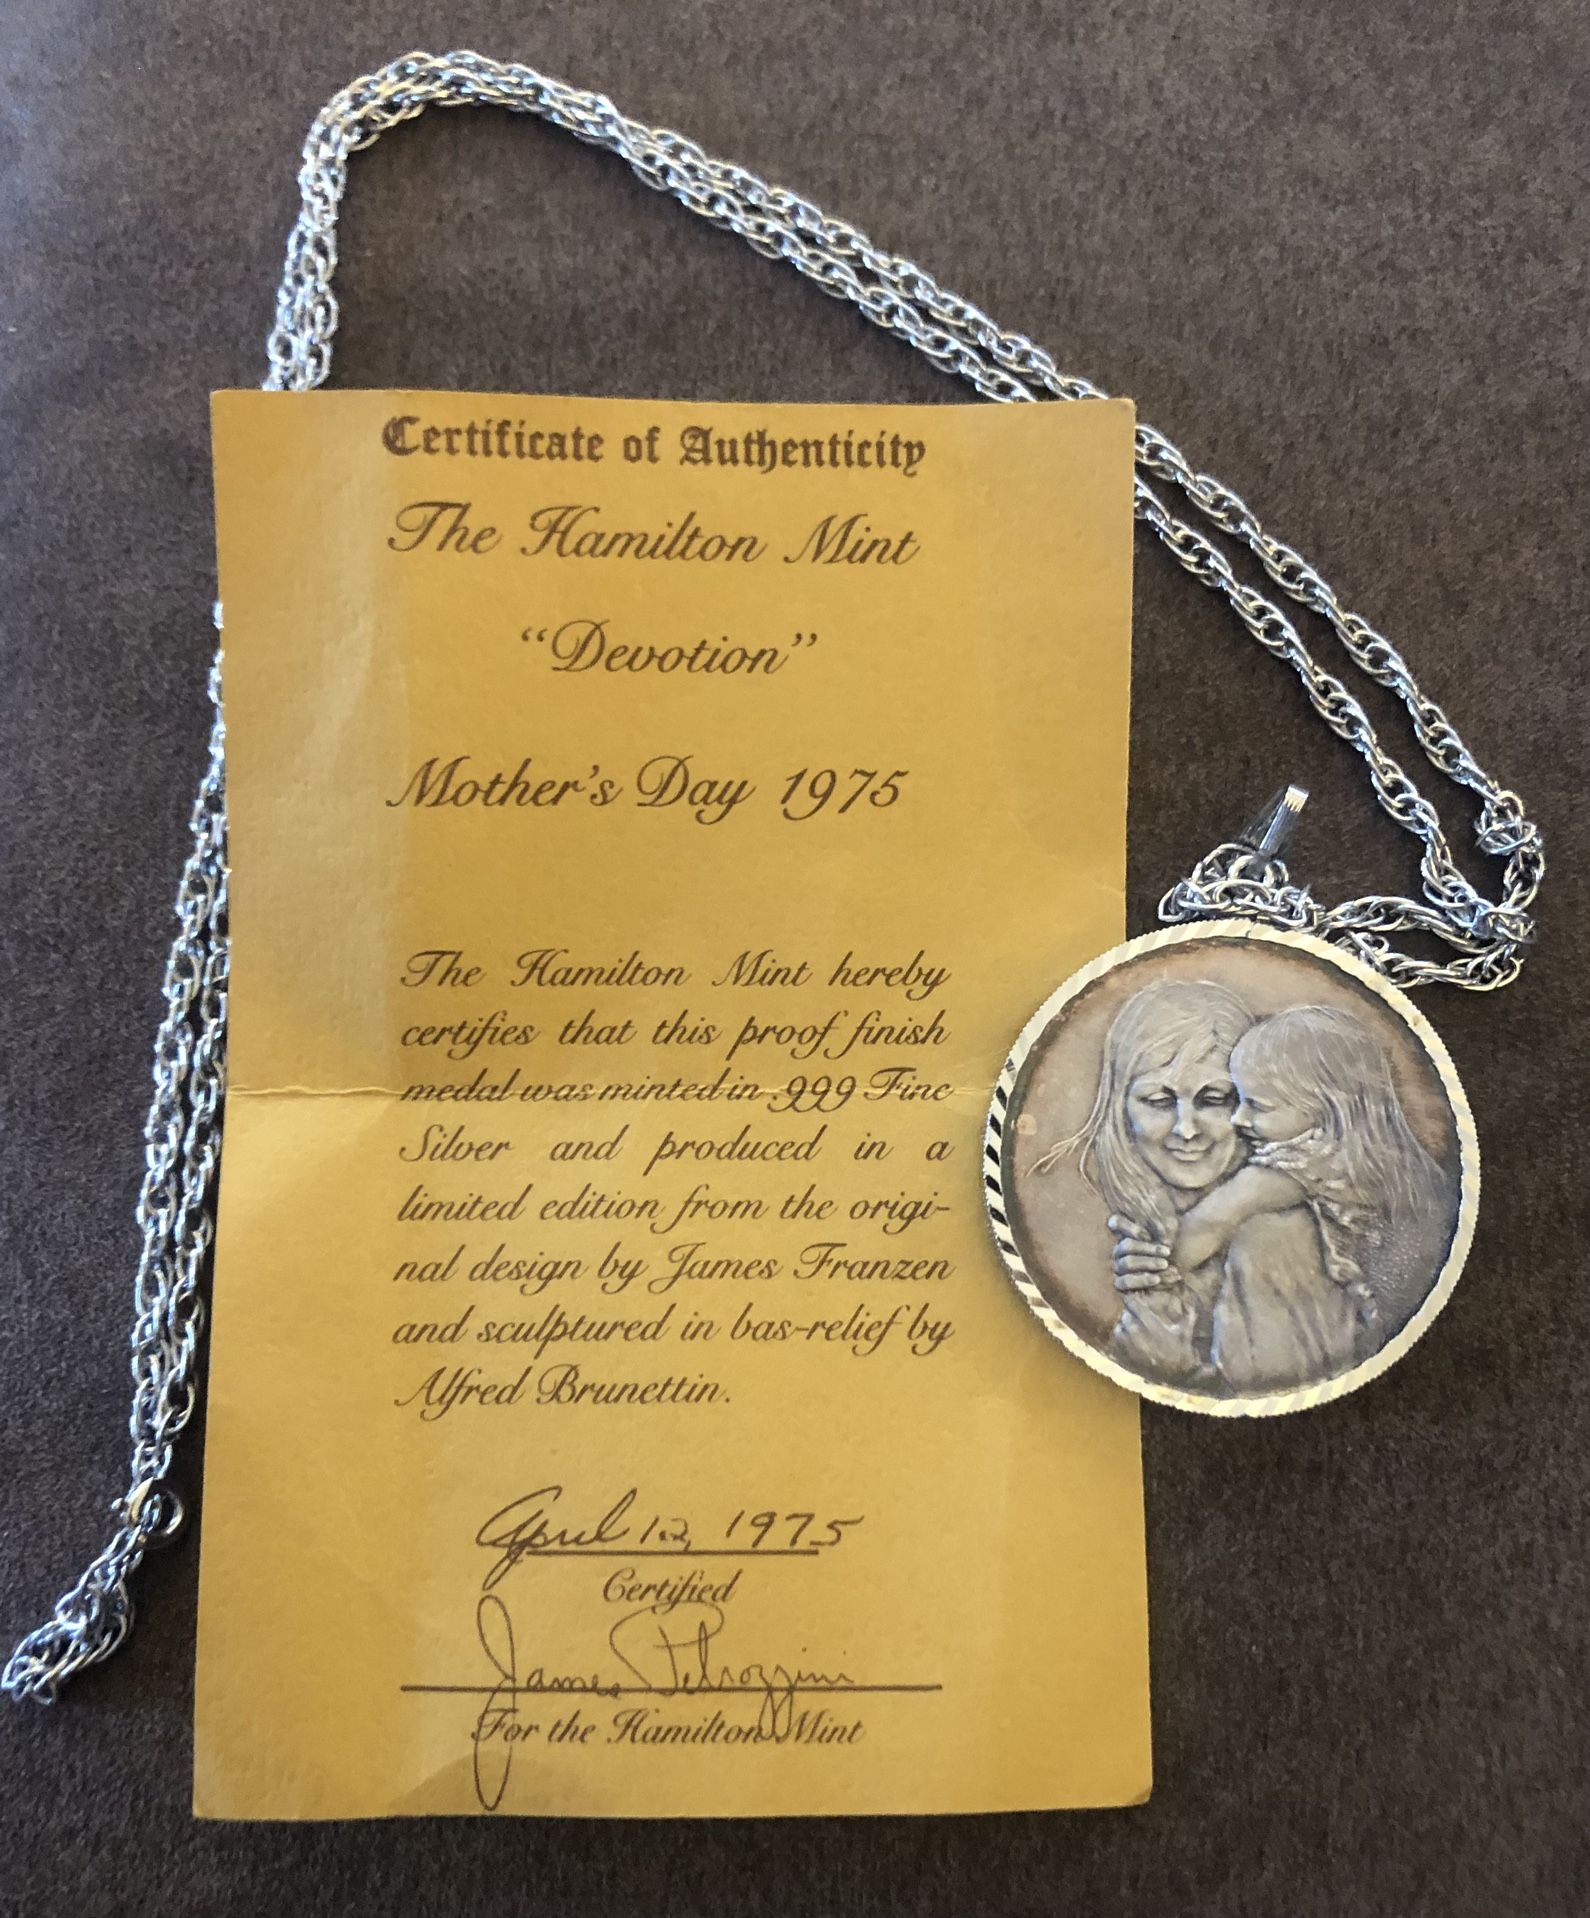 Certificate of Authenticity
The Hamilton Mint
“Devotion”
Mother’s Day 1975
The Hamilton Mint hereby
certifies that this proof finish
medal was minted in .999 Fine
Silver and produced in a
limited edition from the origi-
nal design by James Franzen
and sculptured in bas-relief by
Alfred Brunettin.
April 12, 1975
Certified
James Petrozzini
For the Hamilton Mint